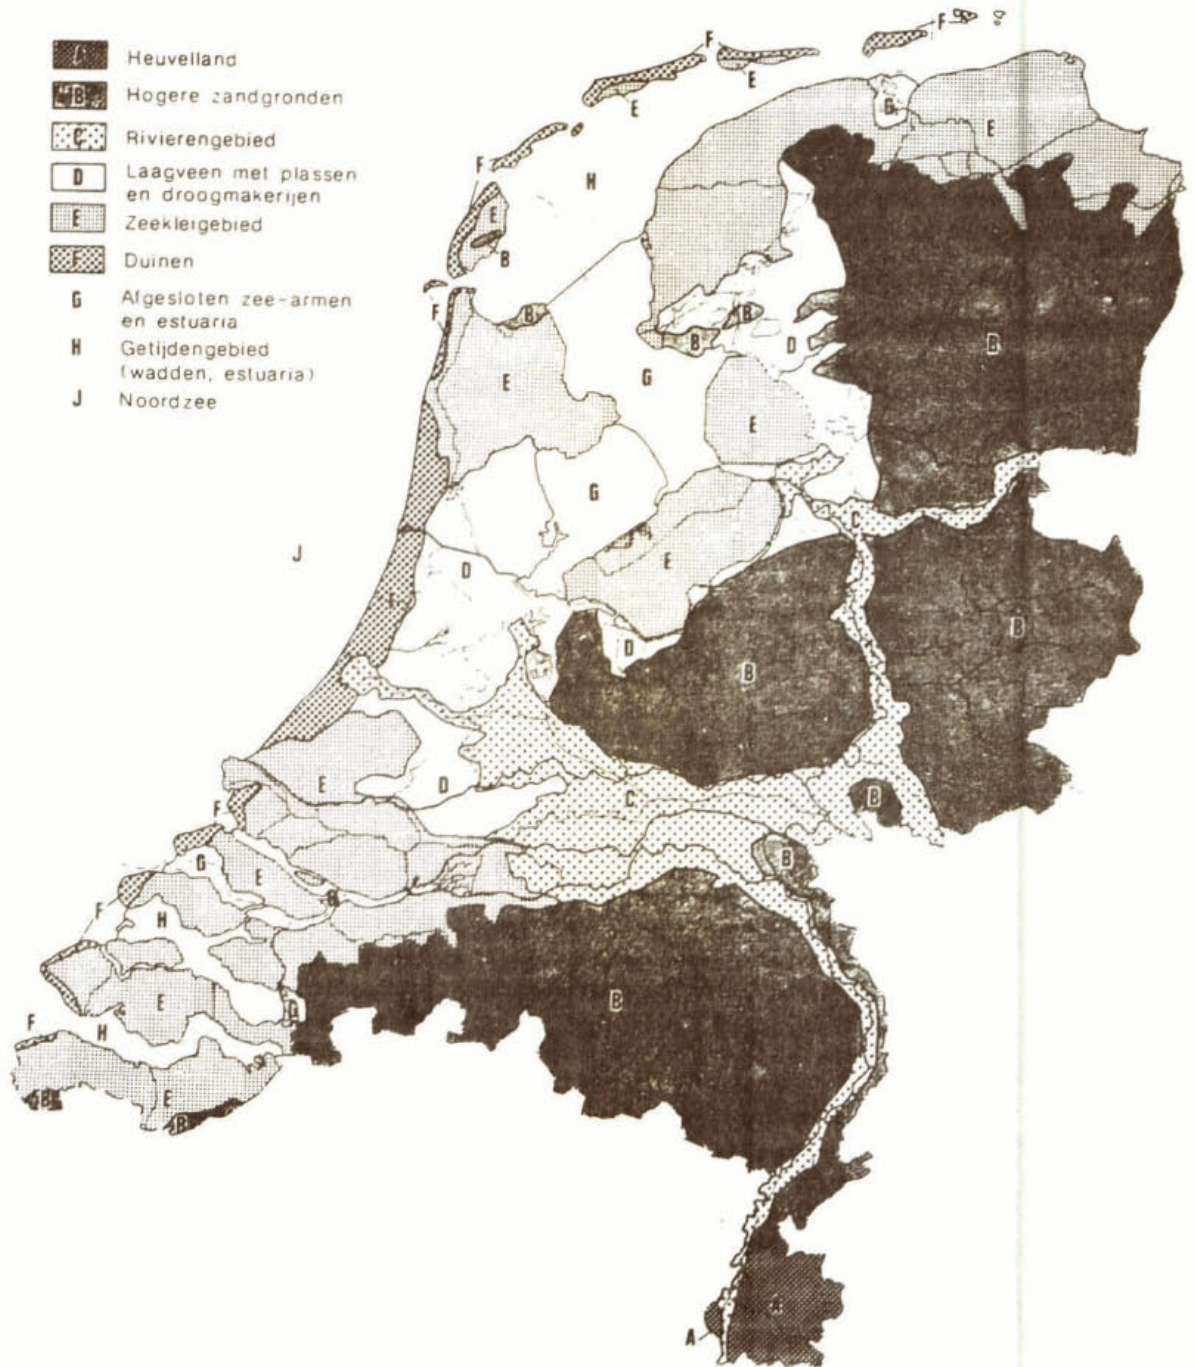 Heuvelland
B Hogere zandgronden
C Rivierengebied
D Laagveen met plassen
en droogmakerijen
E Zeekleigebied
F Duinen
G Afgesloten zee-armen
en estuaria
H Getijdengebied
(wadden, estuaria)
J Noordzee
F
F
E
E
G
E
F
H
E
B
F
B
B
B
D
B
E
G
E
G
J
D
E
C
D
B
B
E
D
C
B
F
G
E
B
B
F
H
E
G
B
F
H
B
E
B
A
A